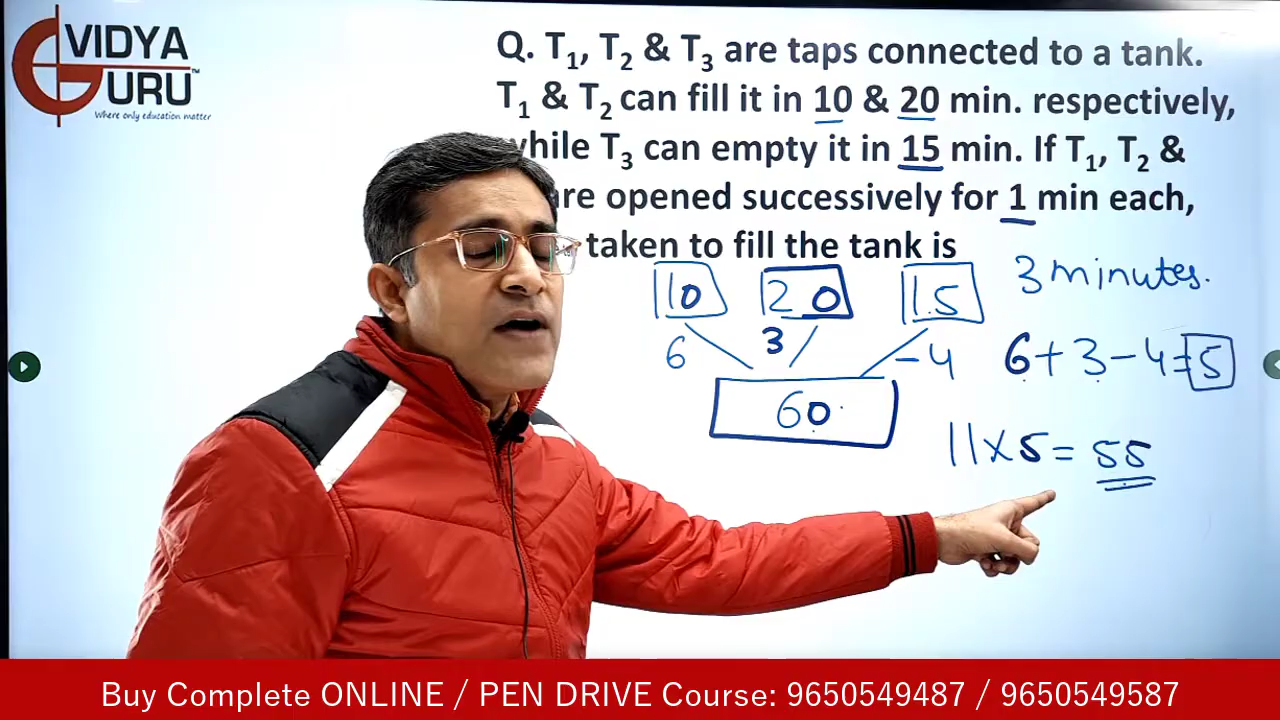 VIDYA
GURU™
Where only education matter
Q. T₁, T₂ & T₃ are taps connected to a tank.
T₁ & T₂ can fill it in 10 & 20 min. respectively,
while T₃ can empty it in 15 min. If T₁, T₂ &
are opened successively for 1 min each,
taken to fill the tank is
10 20 15 3 minutes.
6 3 -4 6+3-4=5
60
11×5=55
Buy Complete ONLINE / PEN DRIVE Course: 9650549487 / 9650549587